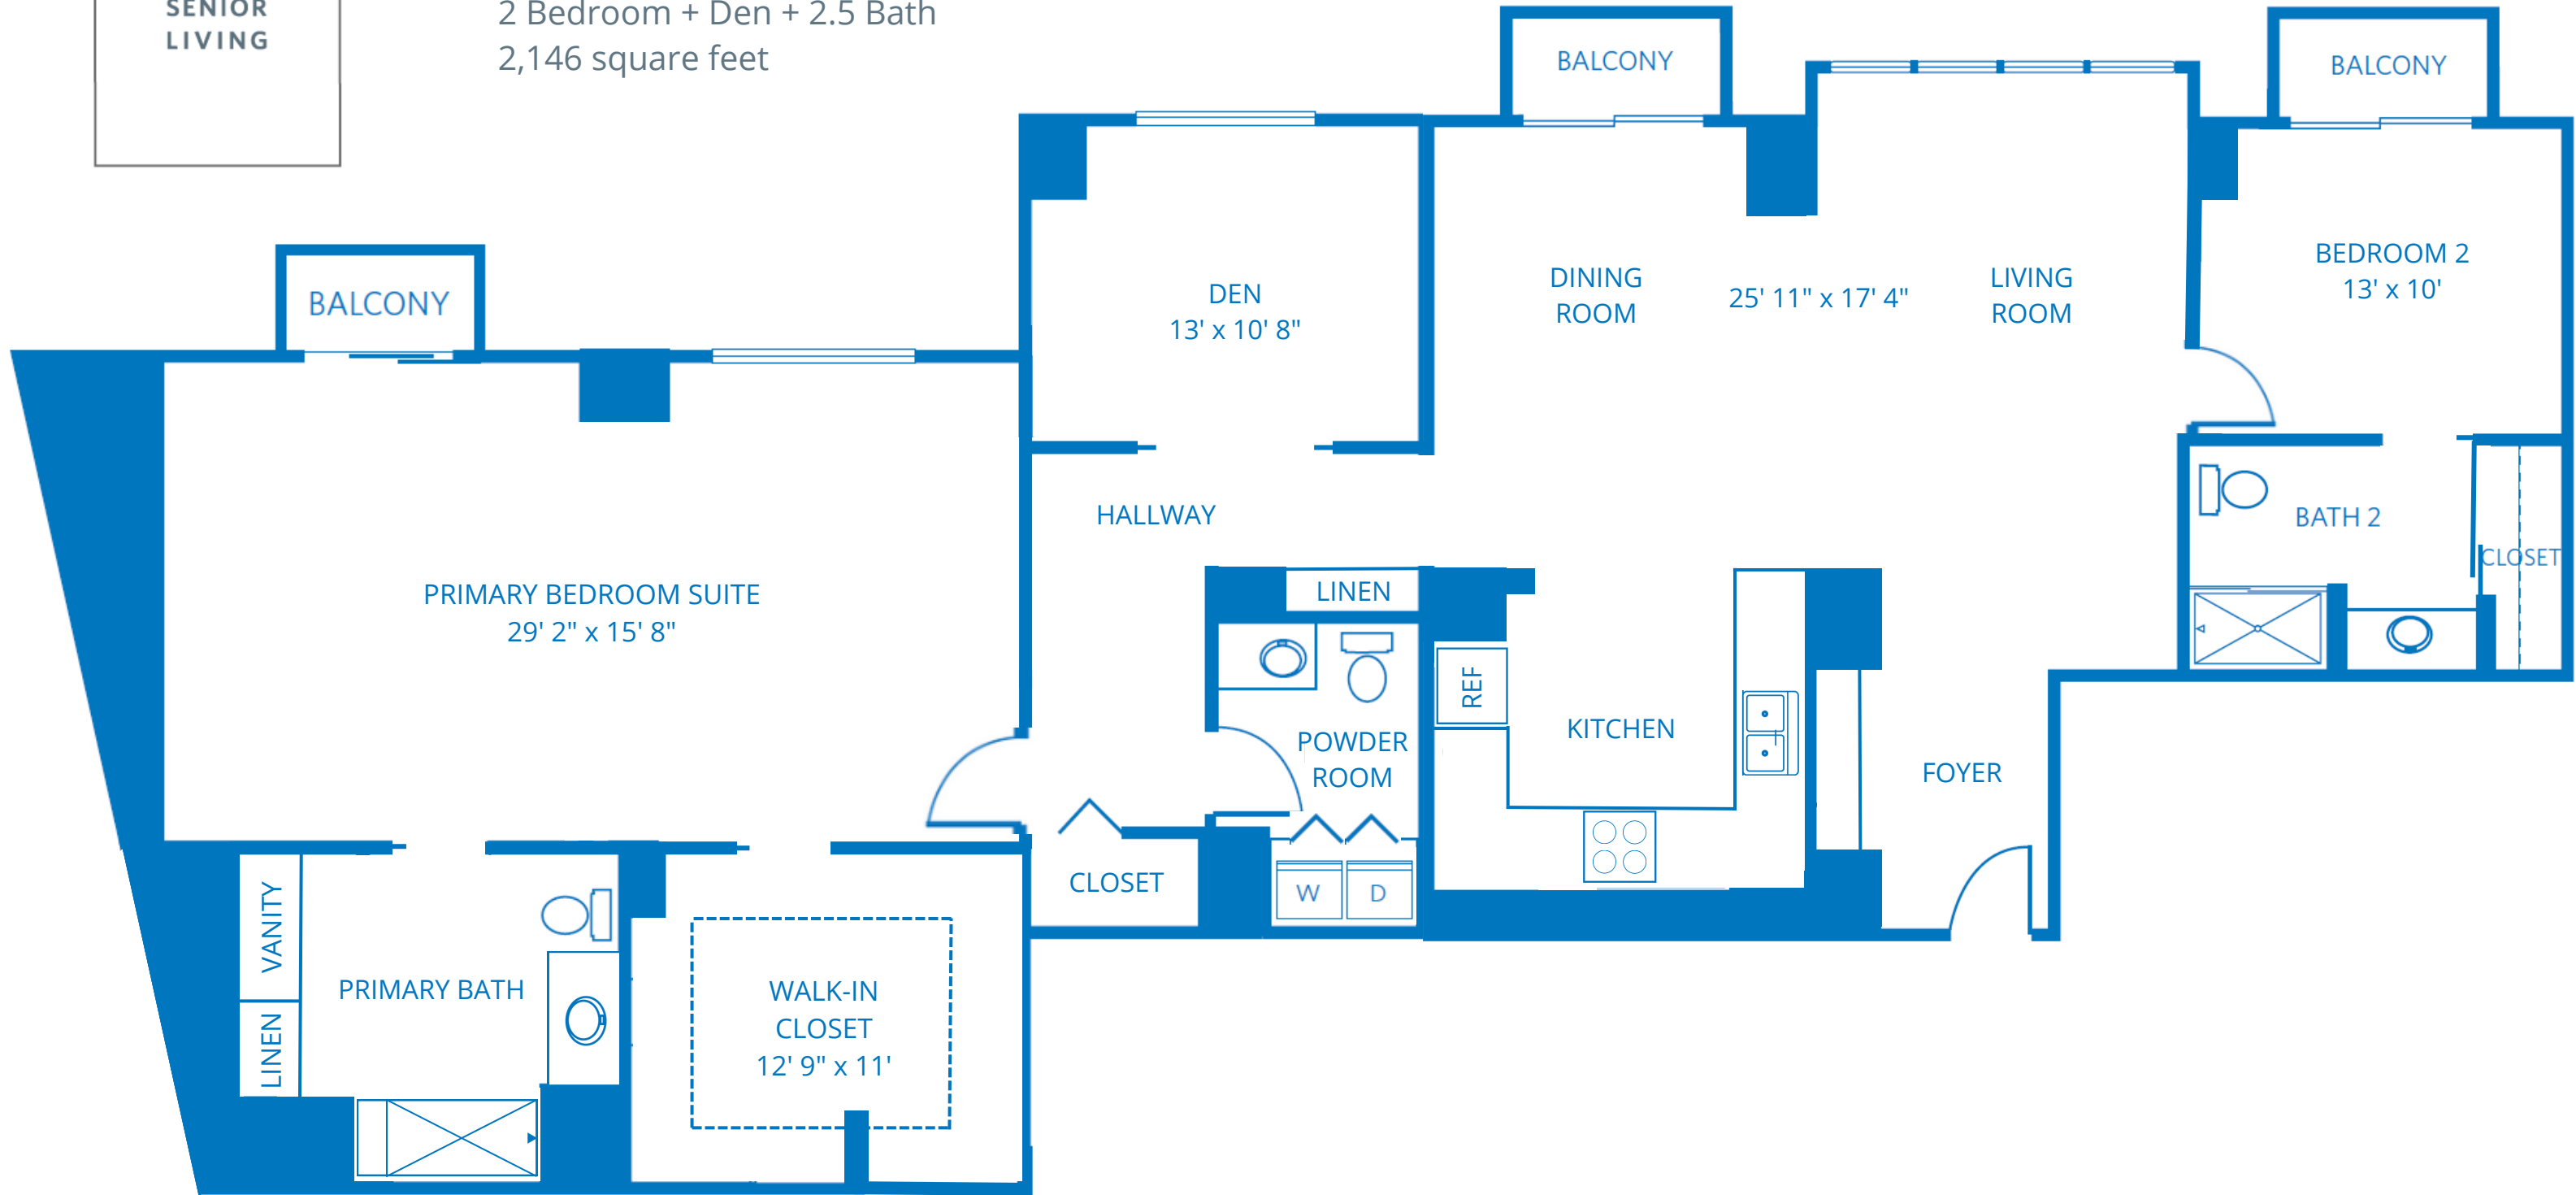 SENIOR
LIVING
2 Bedroom + Den + 2.5 Bath
2,146 square feet
BALCONY
BALCONY
BALCONY
DEN
13' x 10' 8"
DINING
ROOM
25' 11" x 17' 4"
LIVING
ROOM
BEDROOM 2
13' x 10'
HALLWAY
BATH 2
CLOSET
PRIMARY BEDROOM SUITE
29' 2" x 15' 8"
LINEN
REF
KITCHEN
POWDER
ROOM
FOYER
CLOSET
W
D
VANITY
LINEN
PRIMARY BATH
WALK-IN
CLOSET
12' 9" x 11'